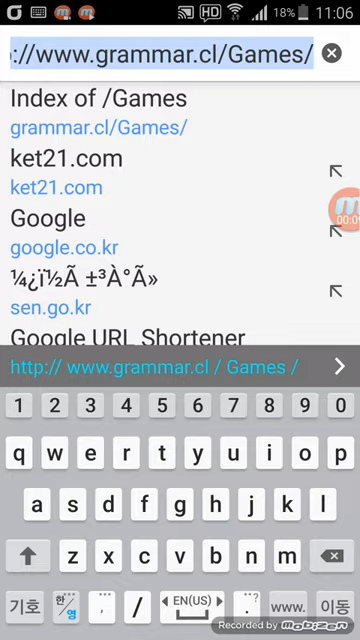 HD 18% 11:06
p://www.grammar.cl/Games/
Index of /Games
grammar.cl/Games/
ket21.com
ket21.com
00:0
Google
google.co.kr
¼¿ï½Ã ±³À°Ã»
sen.go.kr
Google URL Shortener
http:// www.grammar.cl / Games /
1 2 3 4 5 6 7 8 9 0
q w e r t y u i o p
a s d f g h j k l
z x c v b n m
기호 한/영 , / EN(US) .? www. 이동
Recorded by mobizen